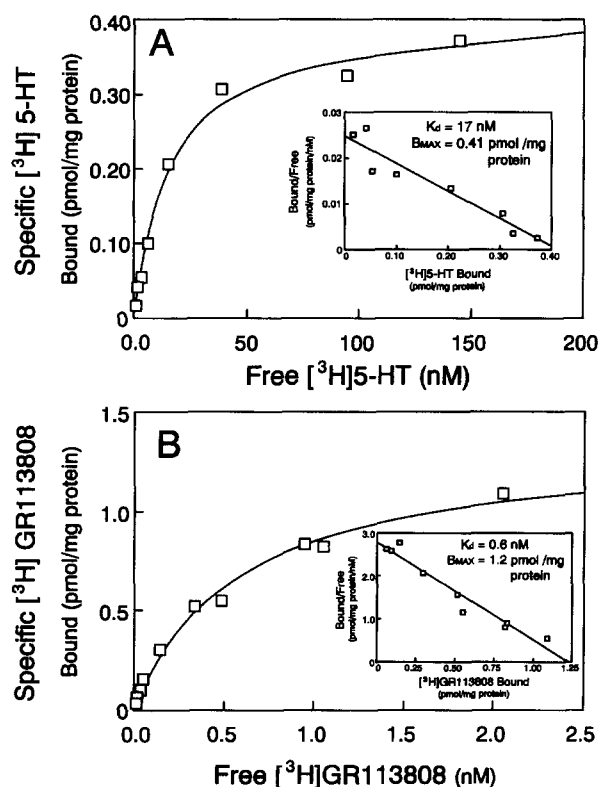 A
Specific [³H] 5-HT
Bound (pmol/mg protein)
0.40
0.30
0.20
0.10
0
0
50
100
150
200
Free [³H]5-HT (nM)
Kd = 17 nM
BMAX = 0.41 pmol /mg
protein
Bound/Free
(pmol/mg protein/nM)
0.03
0.02
0.01
0
0
0.10
0.20
0.30
0.40
[³H]5-HT Bound
(pmol/mg protein)
B
Specific [³H] GR113808
Bound (pmol/mg protein)
1.5
1.0
0.5
0
0.0
0.5
1.0
1.5
2.0
2.5
Free [³H]GR113808 (nM)
Kd = 0.6 nM
BMAX = 1.2 pmol /mg
protein
Bound/Free
(pmol/mg protein/nM)
3.0
2.0
1.0
0
0
0.25
0.50
0.75
1.00
1.25
[³H]GR113808 Bound
(pmol/mg protein)